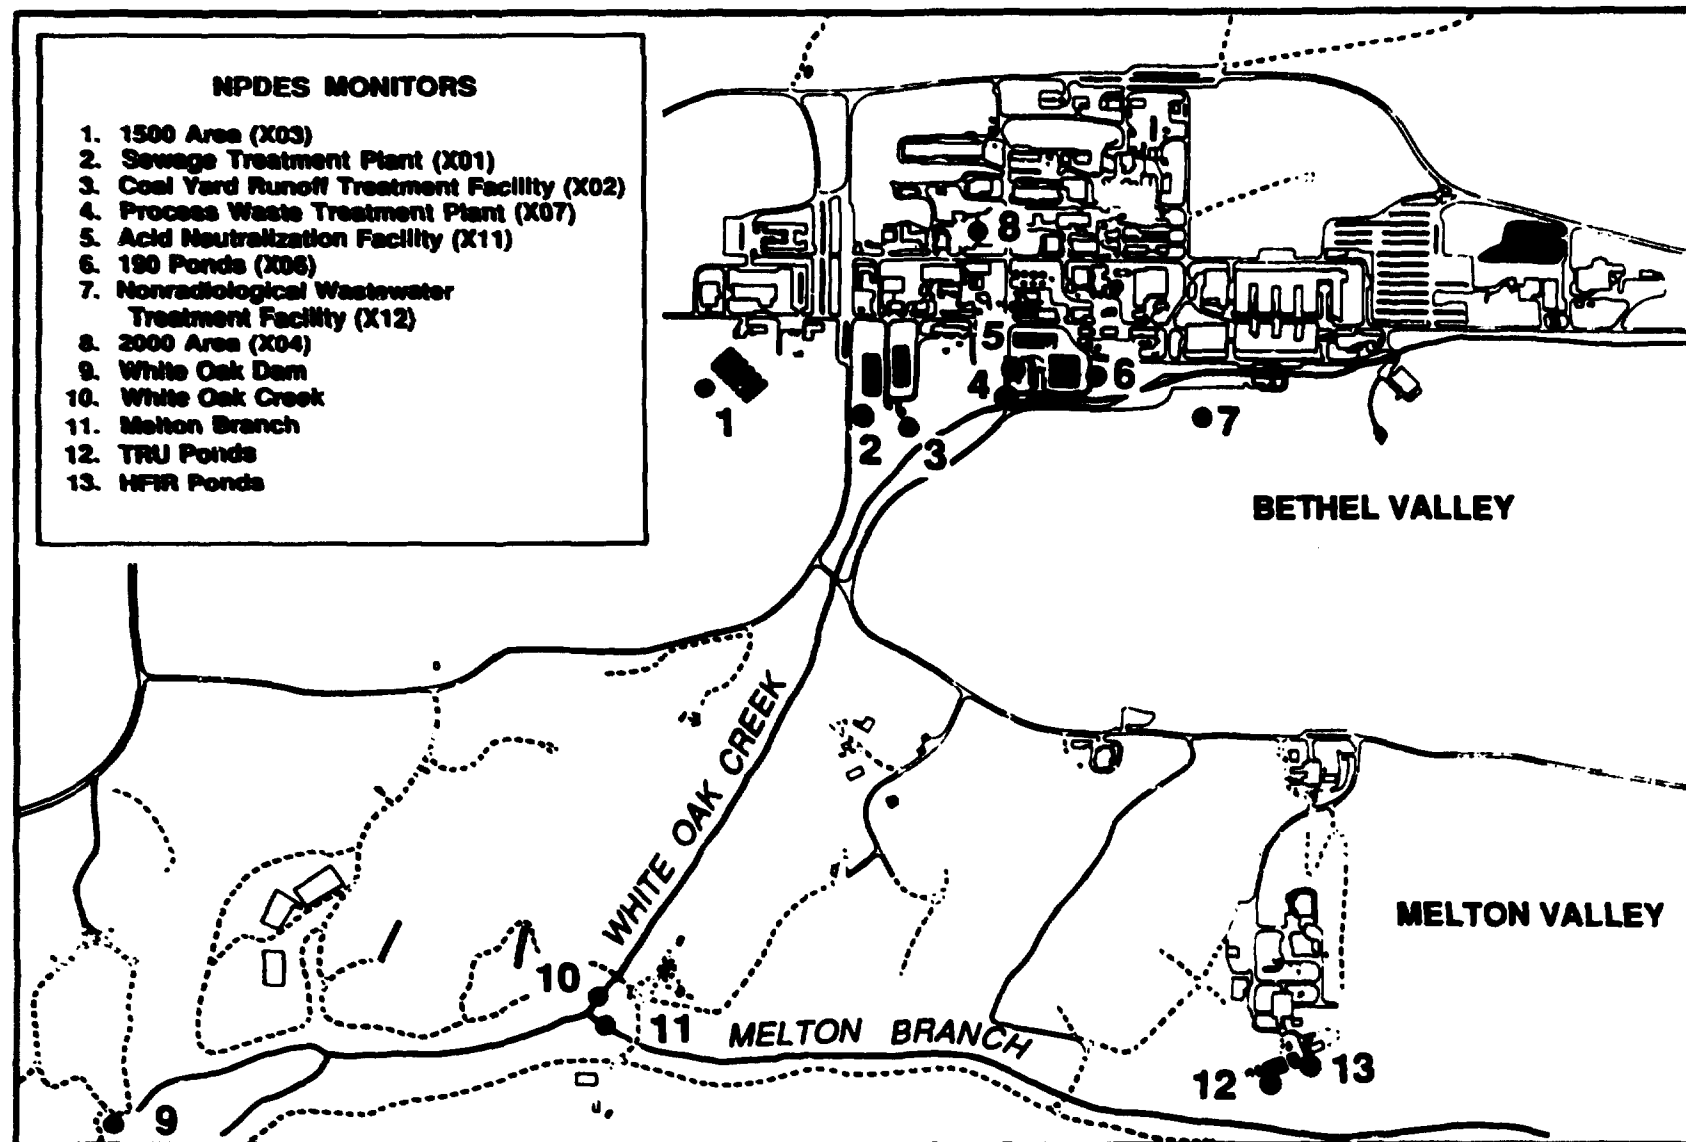 NPDES MONITORS
1. 1500 Area (X03)
2. Sewage Treatment Plant (X01)
3. Coal Yard Runoff Treatment Facility (X02)
4. Process Waste Treatment Plant (X07)
5. Acid Neutralization Facility (X11)
6. 190 Ponds (X06)
7. Nonradiological Wastewater
Treatment Facility (X12)
8. 2000 Area (X04)
9. White Oak Dam
10. White Oak Creek
11. Melton Branch
12. TRU Ponds
13. HFIR Ponds
8
5
4
6
1
2
3
7
BETHEL VALLEY
WHITE OAK CREEK
MELTON VALLEY
10
11
MELTON BRANCH
12
13
9